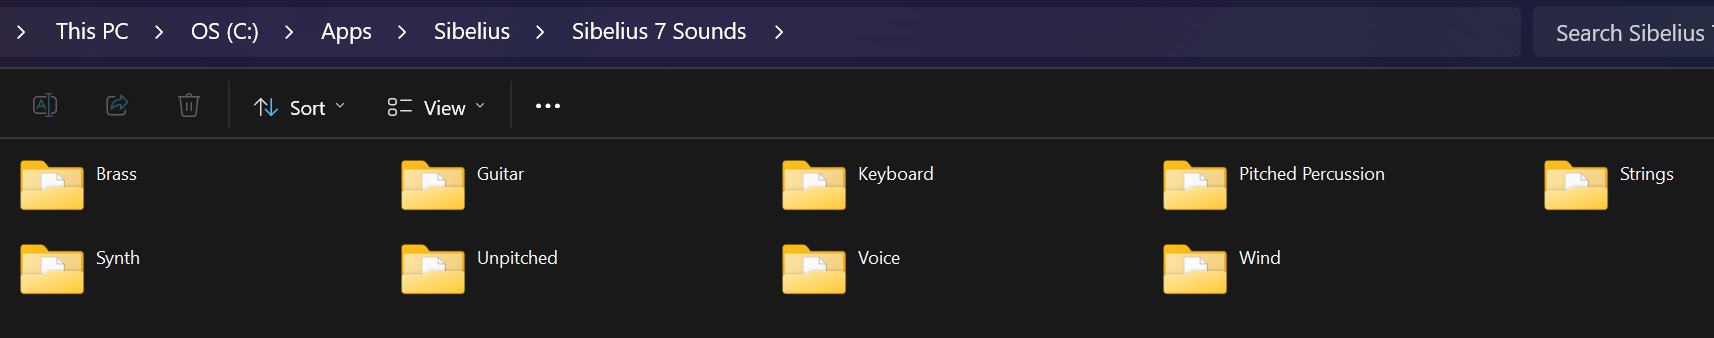 This PC > OS (C:) > Apps > Sibelius > Sibelius 7 Sounds >
Search Sibelius
Sort
View
Brass
Guitar
Keyboard
Pitched Percussion
Strings
Synth
Unpitched
Voice
Wind